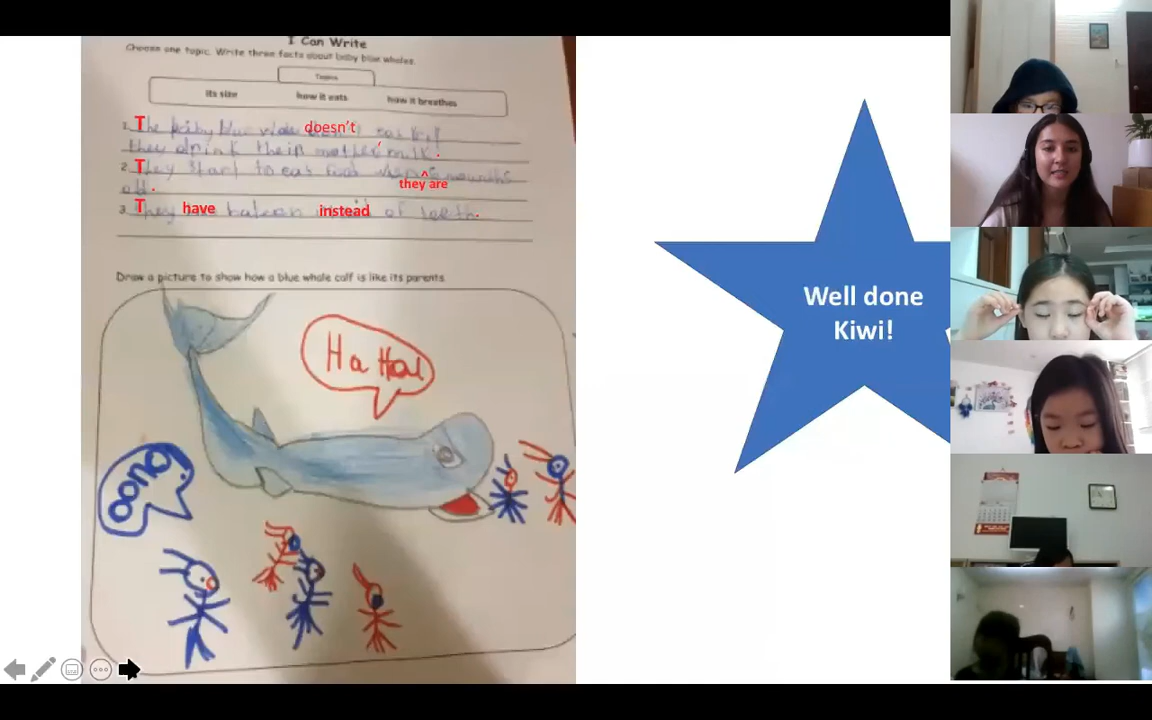 I Can Write
Choose one topic. Write three facts about baby blue whales.
Topics
its size how it eats how it breathes
1. The baby blue whale doesn't eat
they drink their mother's milk.
2. They start to eat food
they are
old.
3. They have baleen instead of teeth.
Draw a picture to show how a blue whale calf is like its parents
Ha Ha!
Well done
Kiwi!